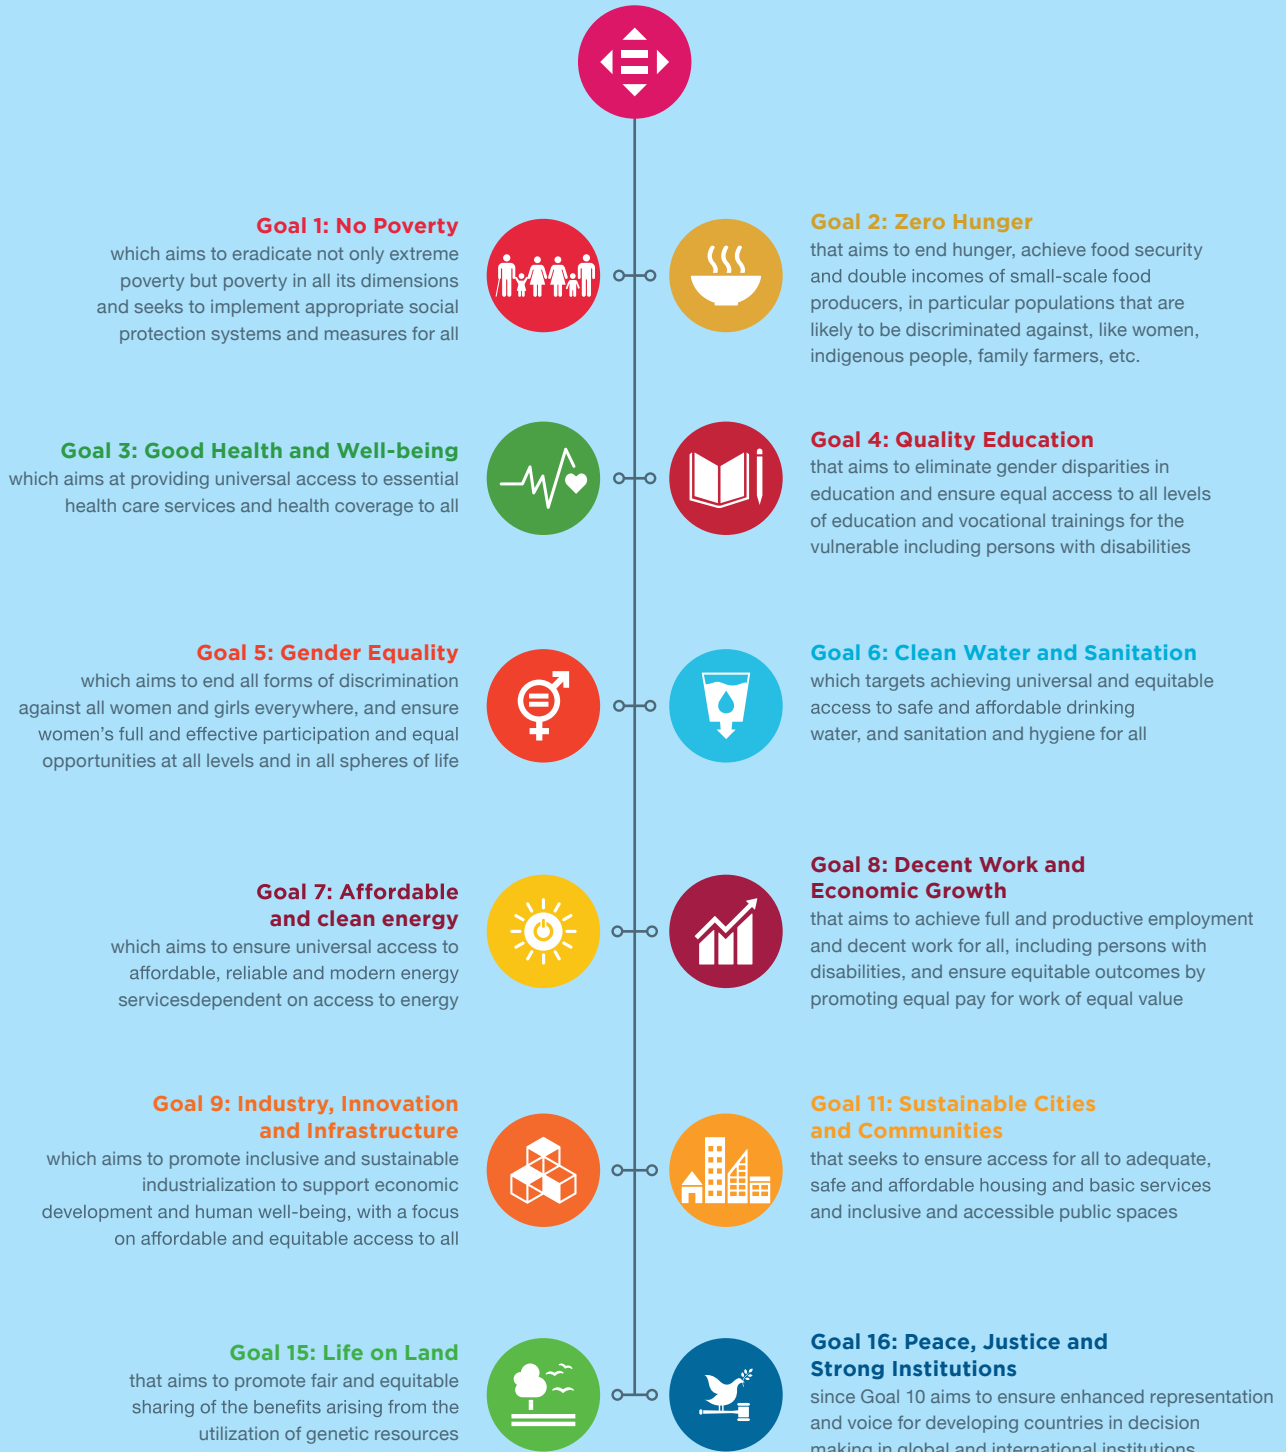 Goal 1: No Poverty
which aims to eradicate not only extreme
poverty but poverty in all its dimensions
and seeks to implement appropriate social
protection systems and measures for all
Goal 2: Zero Hunger
that aims to end hunger, achieve food security
and double incomes of small-scale food
producers, in particular populations that are
likely to be discriminated against, like women,
indigenous people, family farmers, etc.
Goal 3: Good Health and Well-being
which aims at providing universal access to essential
health care services and health coverage to all
Goal 4: Quality Education
that aims to eliminate gender disparities in
education and ensure equal access to all levels
of education and vocational trainings for the
vulnerable including persons with disabilities
Goal 5: Gender Equality
which aims to end all forms of discrimination
against all women and girls everywhere, and ensure
women's full and effective participation and equal
opportunities at all levels and in all spheres of life
Goal 6: Clean Water and Sanitation
which targets achieving universal and equitable
access to safe and affordable drinking
water, and sanitation and hygiene for all
Goal 7: Affordable
and clean energy
which aims to ensure universal access to
affordable, reliable and modern energy
servicesdependent on access to energy
Goal 8: Decent Work and
Economic Growth
that aims to achieve full and productive employment
and decent work for all, including persons with
disabilities, and ensure equitable outcomes by
promoting equal pay for work of equal value
Goal 9: Industry, Innovation
and Infrastructure
which aims to promote inclusive and sustainable
industrialization to support economic
development and human well-being, with a focus
on affordable and equitable access to all
Goal 11: Sustainable Cities
and Communities
that seeks to ensure access for all to adequate,
safe and affordable housing and basic services
and inclusive and accessible public spaces
Goal 15: Life on Land
that aims to promote fair and equitable
sharing of the benefits arising from the
utilization of genetic resources
Goal 16: Peace, Justice and
Strong Institutions
since Goal 10 aims to ensure enhanced representation
and voice for developing countries in decision
making in global and international institutions